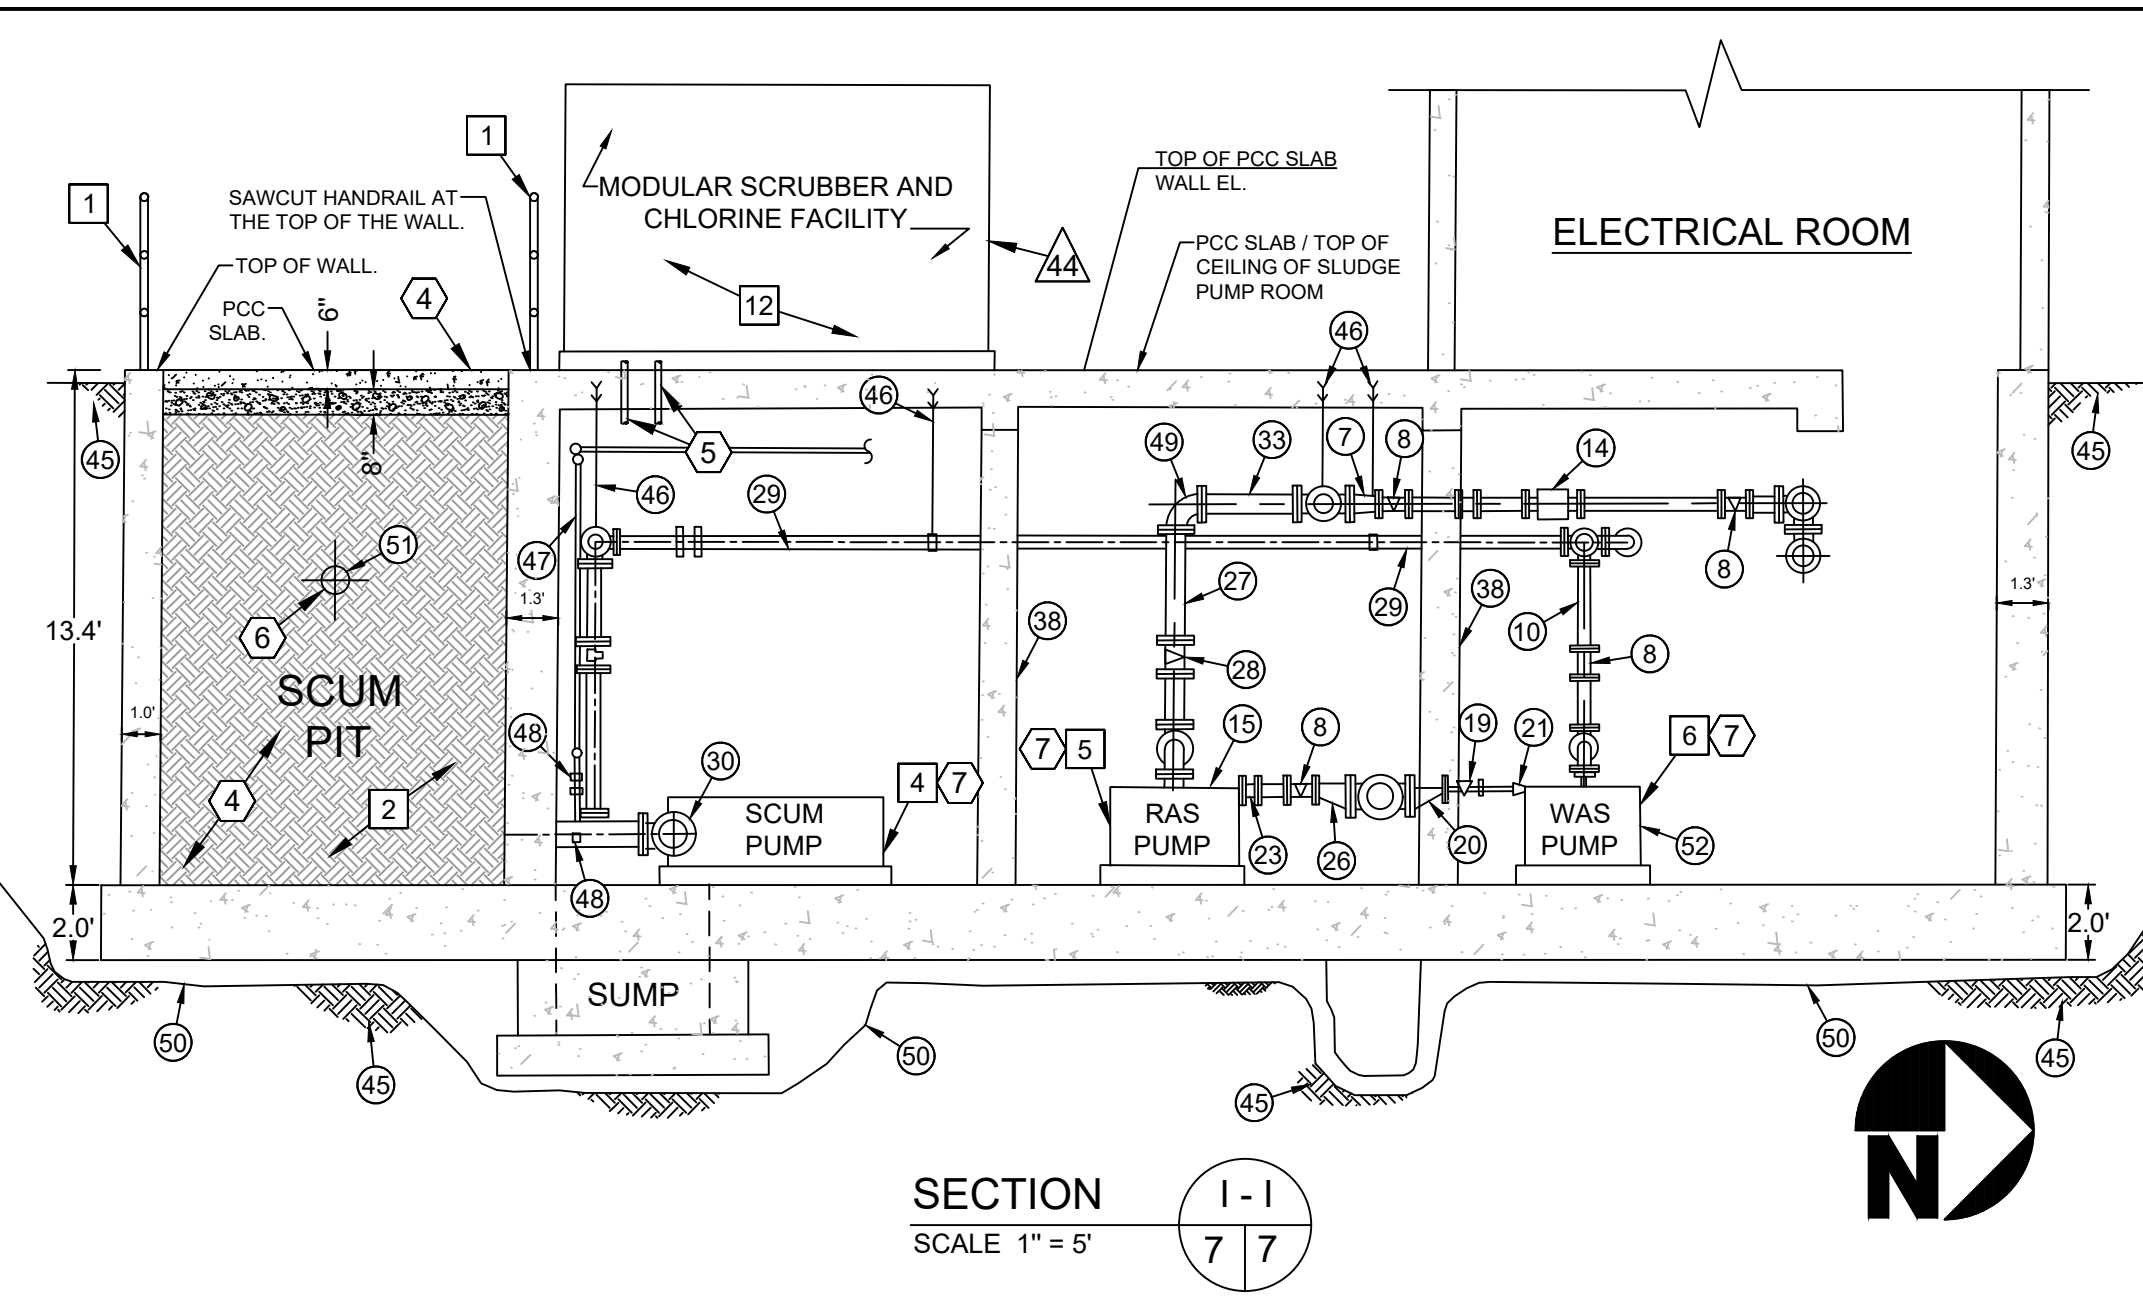 1
1
SAWCUT HANDRAIL AT
THE TOP OF THE WALL.
TOP OF WALL.
PCC
SLAB.
6"
4
MODULAR SCRUBBER AND
CHLORINE FACILITY
12
44
TOP OF PCC SLAB
WALL EL.
PCC SLAB / TOP OF
CEILING OF SLUDGE
PUMP ROOM
ELECTRICAL ROOM
46
46
45
8"
5
46
29
49
33
7
8
14
45
51
47
1.3'
6
13.4'
SCUM
PIT
1.0'
4
2
48
30
SCUM
PUMP
4
7
48
38
27
28
29
38
10
8
8
1.3'
7
5
15
8
19
21
6
7
RAS
PUMP
23
26
20
WAS
PUMP
52
2.0'
2.0'
SUMP
50
45
50
45
50
45
N
SECTION
I - I
SCALE 1" = 5'
7
7